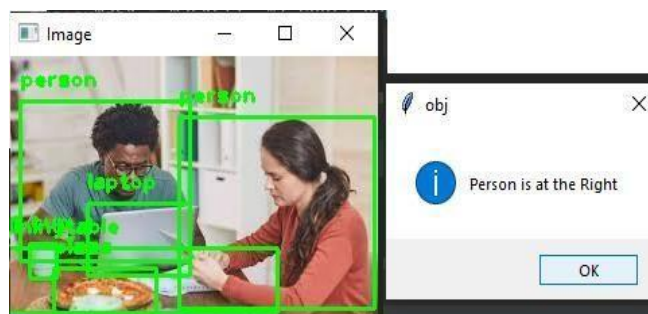 Image
person
person
laptop
obj
Person is at the Right
OK